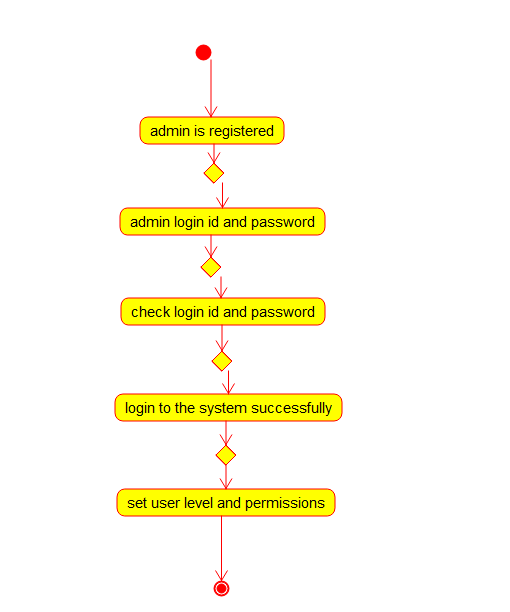 admin is registered
admin login id and password
check login id and password
login to the system successfully
set user level and permissions